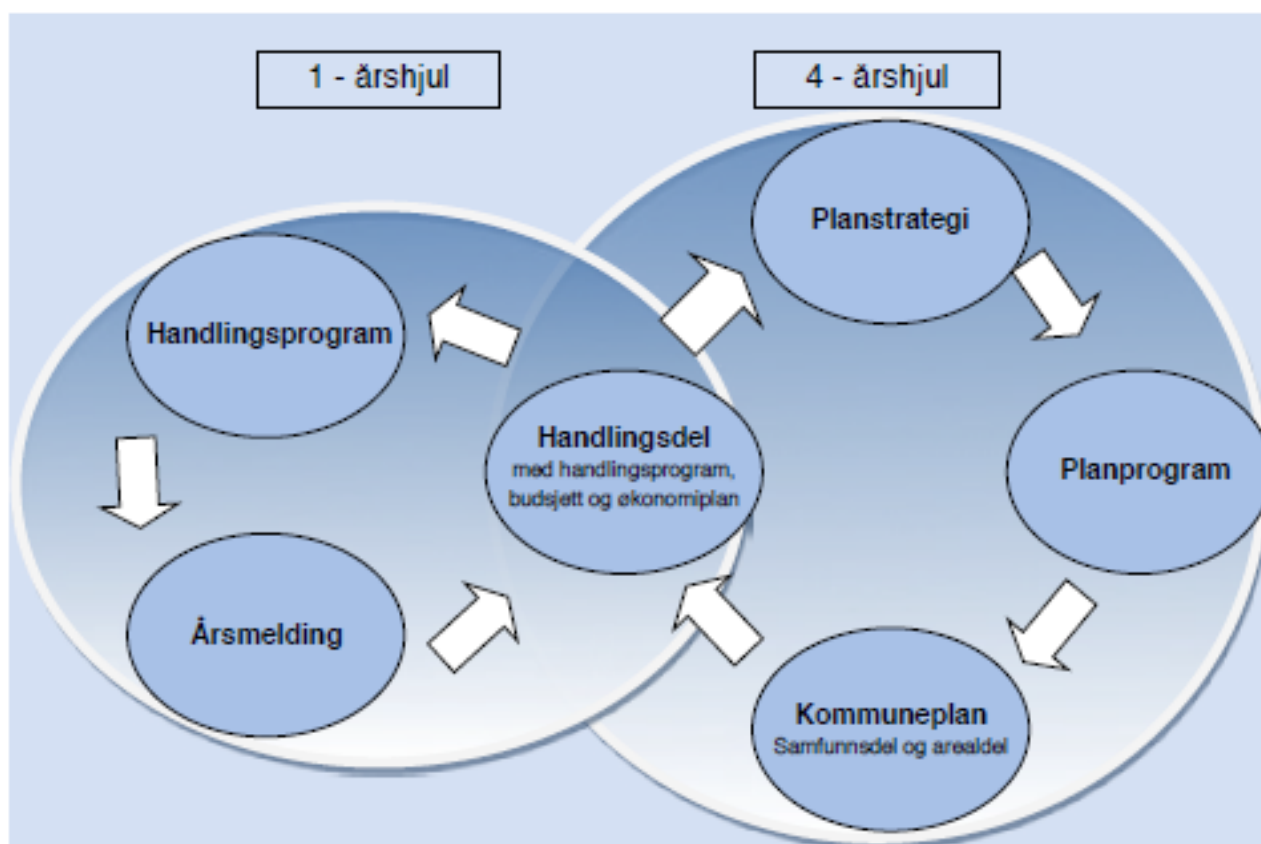 1 - årshjul
4 - årshjul
Planstrategi
Handlingsprogram
Handlingsdel
med handlingsprogram,
budsjett og økonomiplan
Planprogram
Årsmelding
Kommuneplan
Samfunnsdel og arealdel